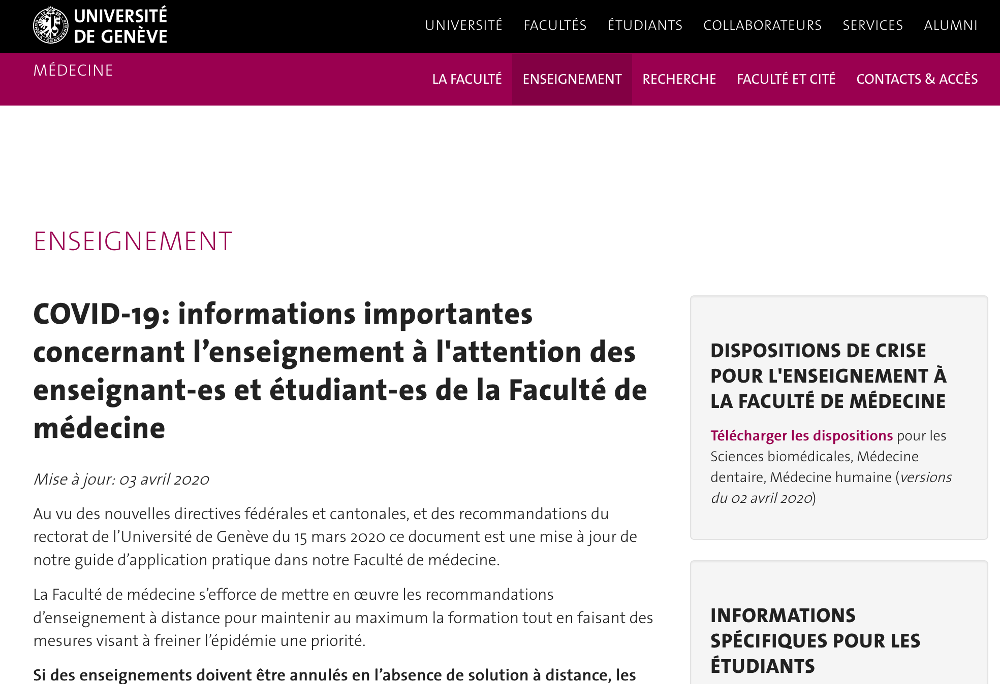 UNIVERSITÉ
DE GENÈVE
UNIVERSITÉ FACULTÉS ÉTUDIANTS COLLABORATEURS SERVICES ALUMNI
MÉDECINE
LA FACULTÉ ENSEIGNEMENT RECHERCHE FACULTÉ ET CITÉ CONTACTS & ACCÈS
ENSEIGNEMENT
COVID-19: informations importantes
concernant l’enseignement à l'attention des
enseignant-es et étudiant-es de la Faculté de
médecine
Mise à jour: 03 avril 2020
Au vu des nouvelles directives fédérales et cantonales, et des recommandations du
rectorat de l’Université de Genève du 15 mars 2020 ce document est une mise à jour de
notre guide d’application pratique dans notre Faculté de médecine.
La Faculté de médecine s’efforce de mettre en œuvre les recommandations
d’enseignement à distance pour maintenir au maximum la formation tout en faisant des
mesures visant à freiner l’épidémie une priorité.
Si des enseignements doivent être annulés en l’absence de solution à distance, les
DISPOSITIONS DE CRISE
POUR L'ENSEIGNEMENT À
LA FACULTÉ DE MÉDECINE
Télécharger les dispositions pour les
Sciences biomédicales, Médecine
dentaire, Médecine humaine (versions
du 02 avril 2020)
INFORMATIONS
SPÉCIFIQUES POUR LES
ÉTUDIANTS